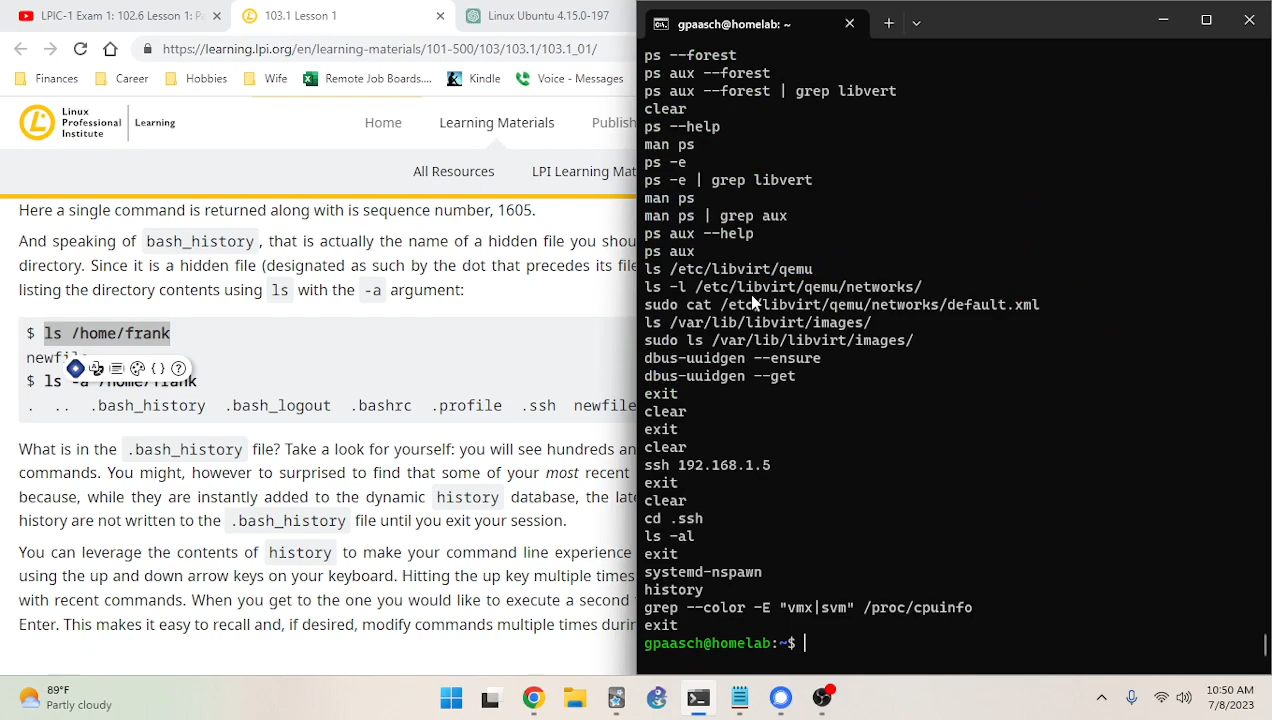 LPIC-1 Exam 102.6 Lesson 1: Pa
103.1 Lesson 1
Linux Ubuntu 4.15.0-197
https://learning.lpi.org/en/learning-materials/101-500/103/103.1/103.1_01/
Finances
Career
Hobbies
Wife
Remote Job Boards....
Kindle
Voice - Messages
Linux
Professional
Institute
Learning
Home
Learning Materials
Publish
All Resources
LPI Learning Mat
Here a single command is returned along with is sequence number, 1605.
And speaking of bash_history, that is actually the name of a hidden file you shou
directory. Since it is a hidden file (designated as such by the dot that precedes its file
listing the directory contents using ls with the -a argument:
$ ls /home/frank
newfile
$ ls -a /home/frank
. .. .bash_history .bash_logout .bashrc .profile .ssh newfile
What is in the .bash_history file? Take a look for yourself: you will see hundreds an
commands. You might, however to surprised to find that some of your most recent
because, while they are instantly added to the dynamic history database, the late
history are not written to the .bash_history file until you exit your session.
You can leverage the contents of history to make your command line experience
using the up and down arrow keys on your keyboard. Hitting the up key multiple times
with recent commands. When you get to the one you would like to execute a second
Enter. This makes it easy to recall and, if desired, modify commands multiple times durin
gpaasch@homelab: ~
ps --forest
ps aux --forest
ps aux --forest | grep libvert
clear
ps --help
man ps
ps -e
ps -e | grep libvert
man ps
man ps | grep aux
ps aux --help
ps aux
ls /etc/libvirt/qemu
ls -l /etc/libvirt/qemu/networks/
sudo cat /etc/libvirt/qemu/networks/default.xml
ls /var/lib/libvirt/images/
sudo ls /var/lib/libvirt/images/
dbus-uuidgen --ensure
dbus-uuidgen --get
exit
clear
exit
clear
ssh 192.168.1.5
exit
clear
cd .ssh
ls -al
exit
systemd-nspawn
history
grep --color -E "vmx|svm" /proc/cpuinfo
exit
gpaasch@homelab:~$
89°F
Partly cloudy
10:50 AM
7/8/2023